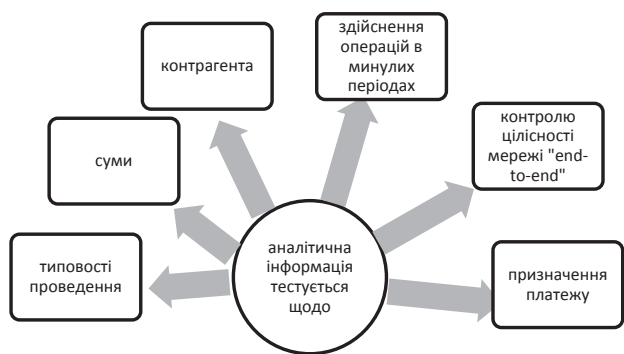 здійснення
операцій в
минулих
періодах
контрагента
контролю
цілісності
мережі "end-
to-end"
суми
аналітична
інформація
тестується
щодо
типовості
проведення
призначення
платежу